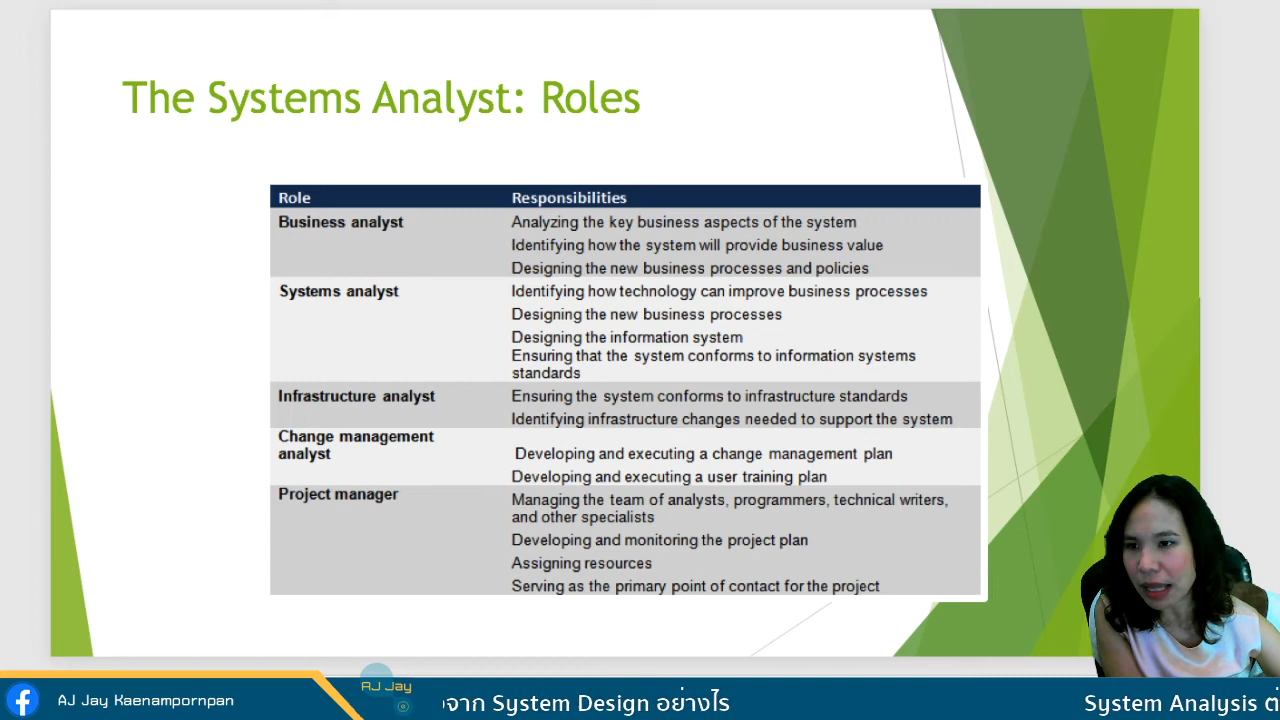 The Systems Analyst: Roles
Role Responsibilities
Business analyst Analyzing the key business aspects of the system
Identifying how the system will provide business value
Designing the new business processes and policies
Systems analyst Identifying how technology can improve business processes
Designing the new business processes
Designing the information system
Ensuring that the system conforms to information systems
standards
Infrastructure analyst Ensuring the system conforms to infrastructure standards
Identifying infrastructure changes needed to support the system
Change management
analyst Developing and executing a change management plan
Developing and executing a user training plan
Project manager Managing the team of analysts, programmers, technical writers,
and other specialists
Developing and monitoring the project plan
Assigning resources
Serving as the primary point of contact for the project
AJ Jay Kaenampornpan
AJ Jay
จาก System Design อย่างไร
System Analysis